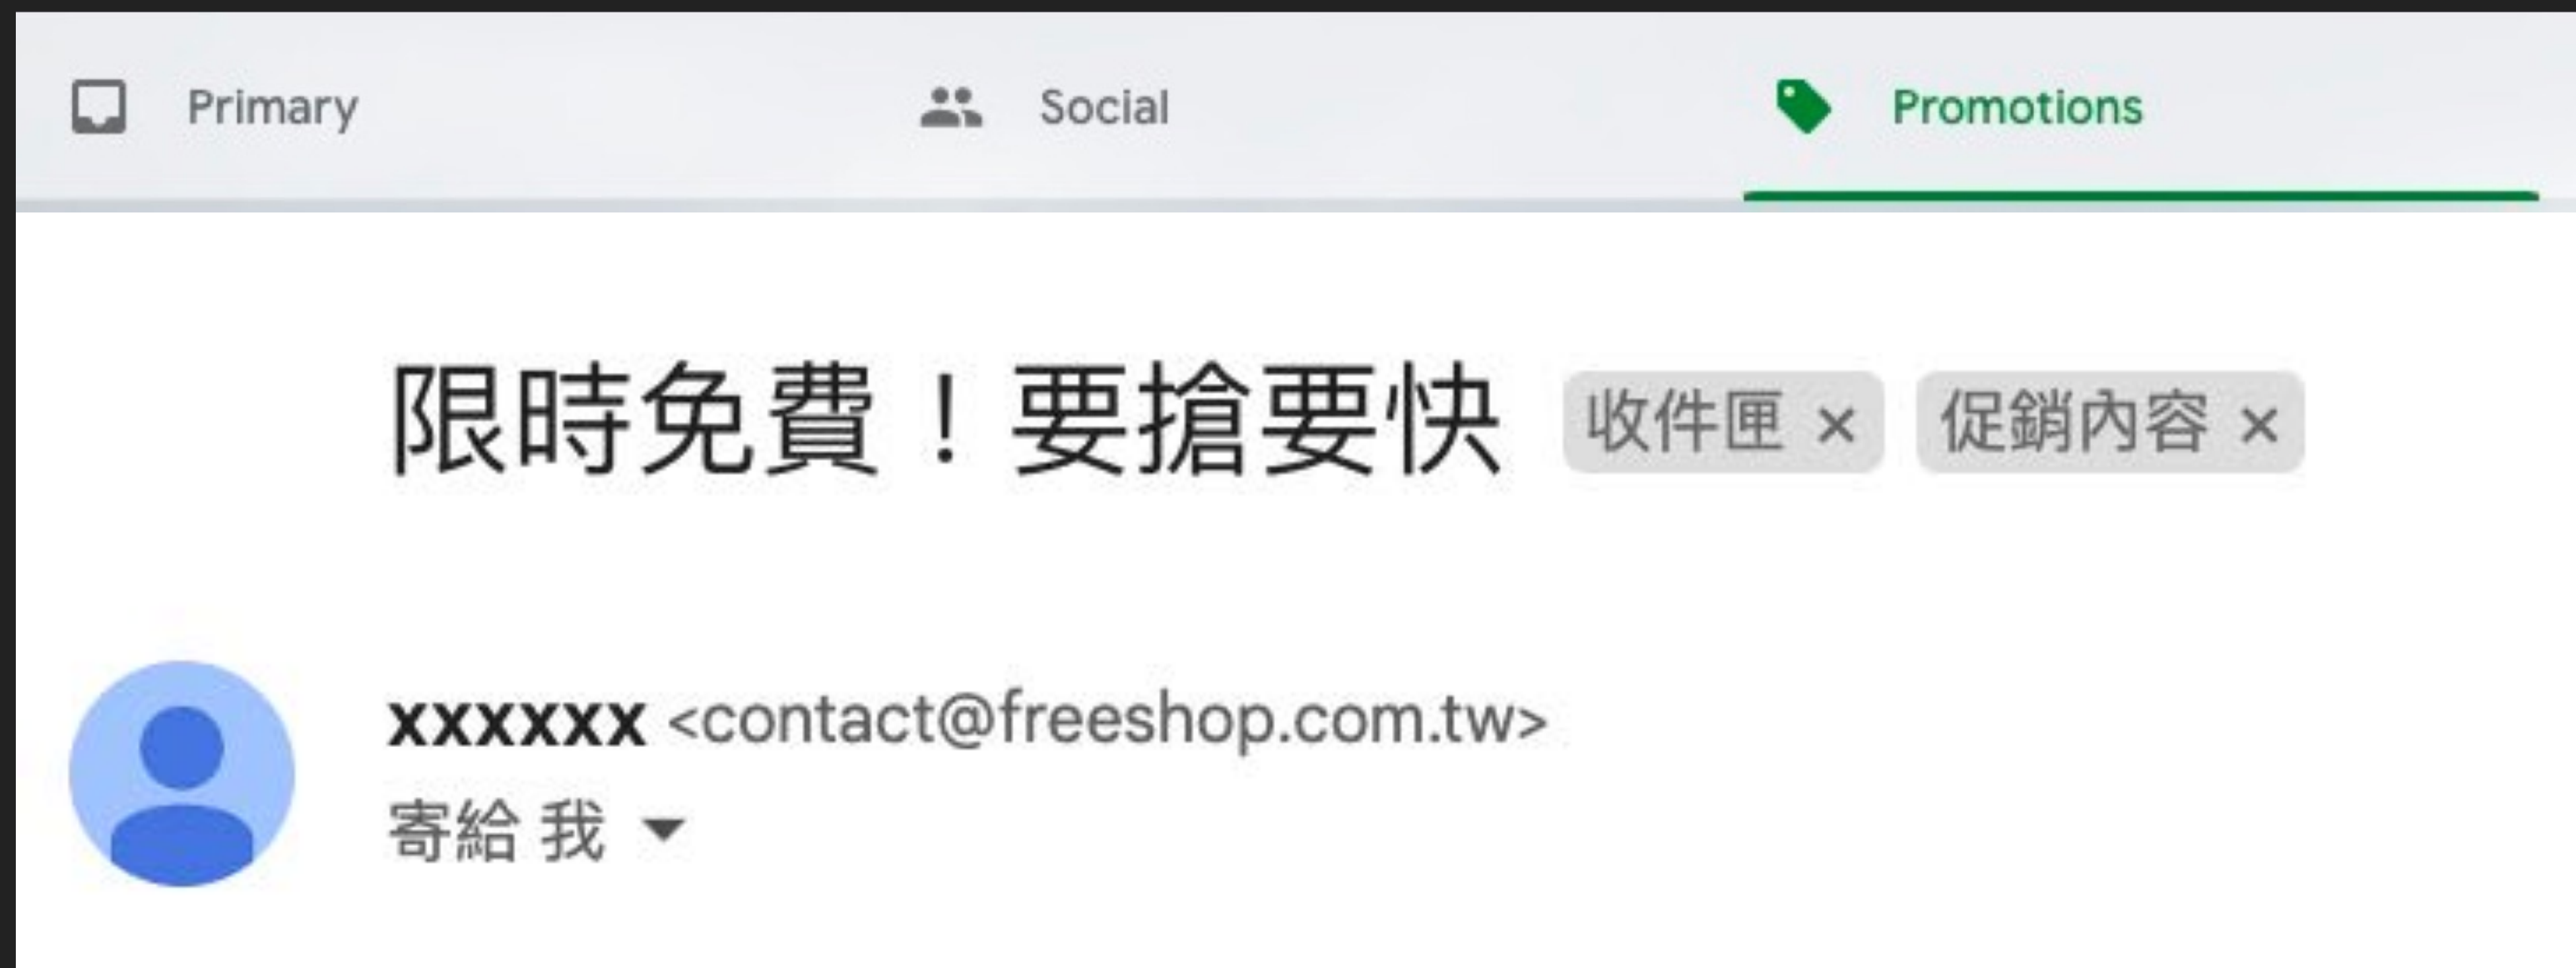 Primary Social Promotions
限時免費！要搶要快 收件匣 × 促銷內容 ×
xxxxxx <contact@freeshop.com.tw>
寄給 我